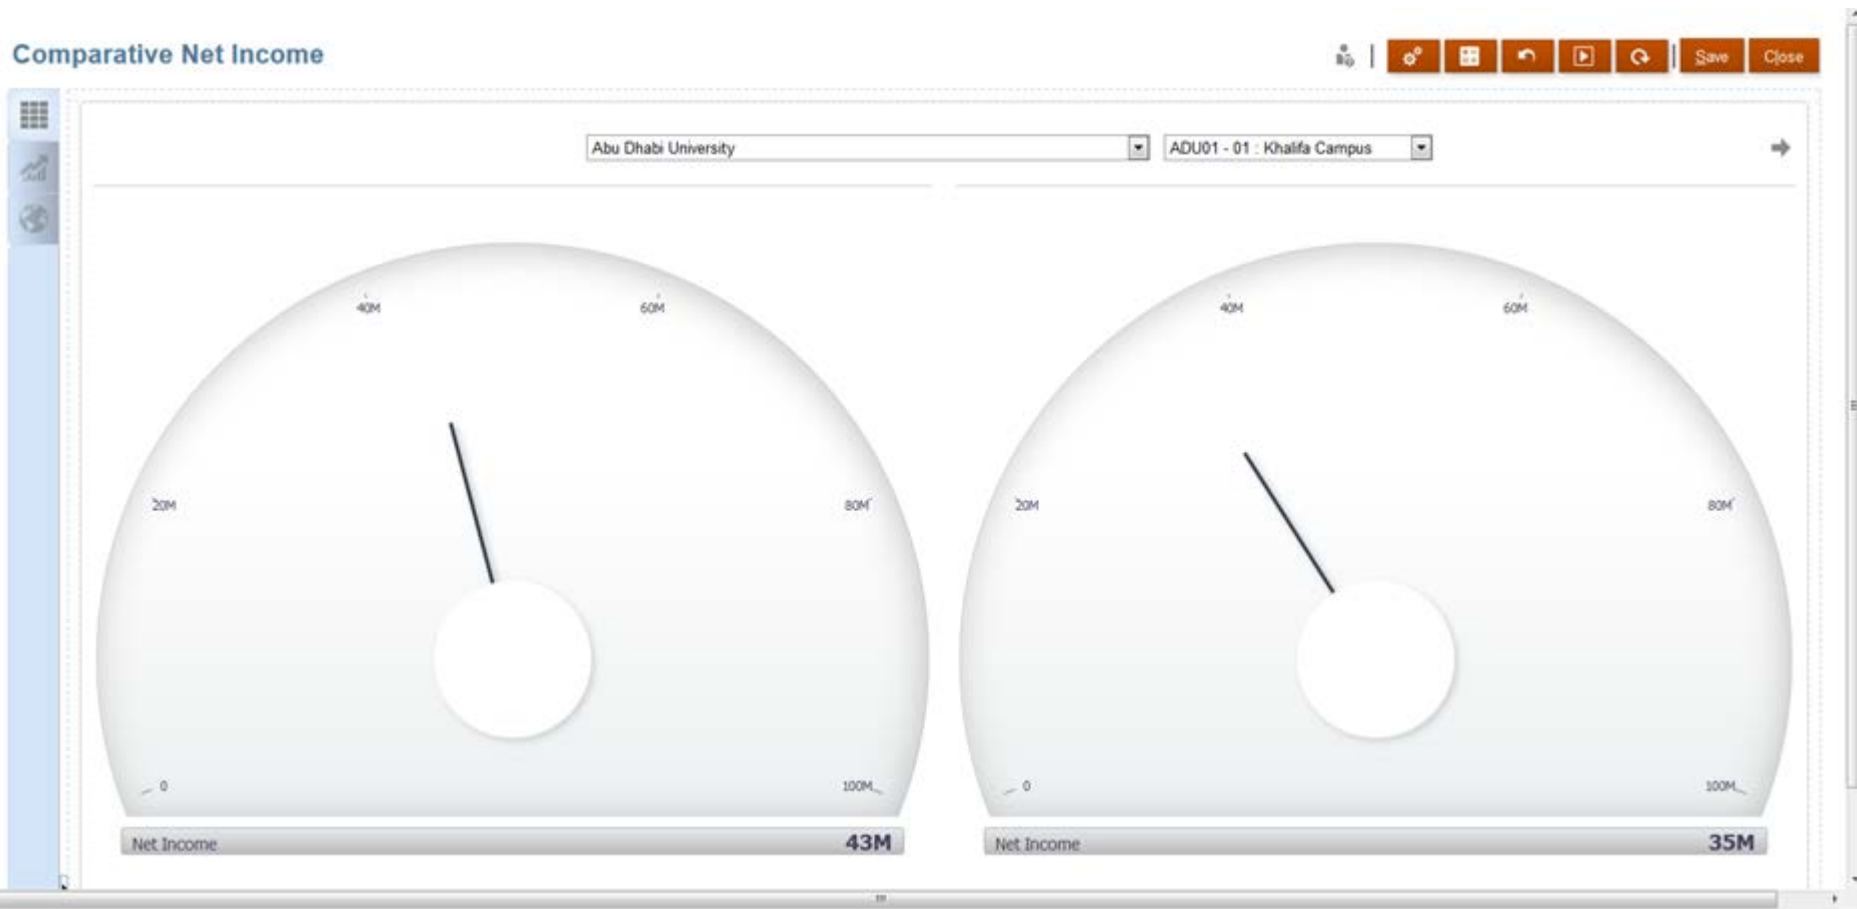 Comparative Net Income
Save Close
Abu Dhabi University ADU01 - 01 : Khalifa Campus
40M 60M 40M 60M
20M 80M 20M 80M
0 100M 0 100M
Net Income 43M Net Income 35M